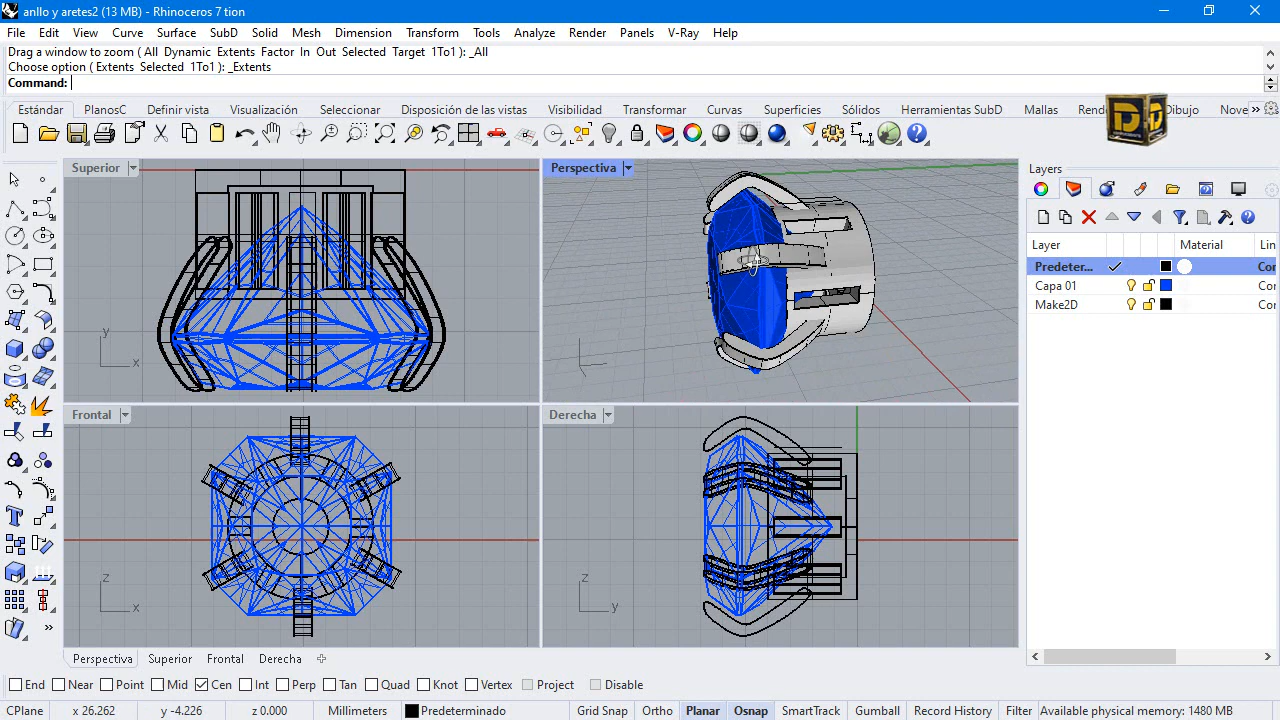 anllo y aretes2 (13 MB) - Rhinoceros 7 tion
File Edit View Curve Surface SubD Solid Mesh Dimension Transform Tools Analyze Render Panels V-Ray Help
Drag a window to zoom ( All Dynamic Extents Factor In Out Selected Target 1To1 ): _All
Choose option ( Extents Selected 1To1 ): _Extents
Command:
Estándar PlanosC Definir vista Visualización Seleccionar Disposi e las vistas Visibilidad Transformar Curvas Superficies Sólidos Herramientas SubD Mallas Rend Dibujo Nove »
Superior
Perspectiva
Layers
Layer Material Lin
Predeter... Con
Capa 01 Con
Make2D Con
y
x
Frontal
Derecha
z
x
z
y
»
Perspectiva Superior Frontal Derecha
End Near Point Mid Cen Int Perp Tan Quad Knot Vertex Project Disable
CPlane x 26.262 y -4.226 z 0.000 Millimeters Predeterminado Grid Snap Ortho Planar Osnap SmartTrack Gumball Record History Filter Available physical memory: 1480 MB